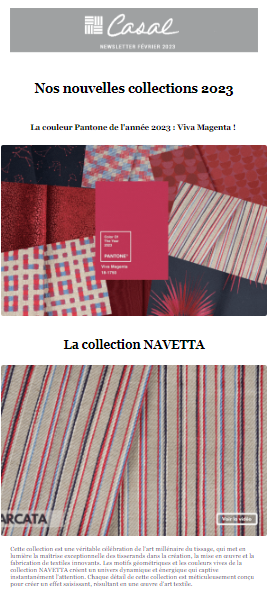 Casal
NEWSLETTER FÉVRIER 2023
Nos nouvelles collections 2023
La couleur Pantone de l'année 2023 : Viva Magenta !
Color Of
The Year
2023
PANTONE®
Viva Magenta
18-1750
La collection NAVETTA
ARCATA
Voir la vidéo
Cette collection est une véritable célébration de l'art millénaire du tissage, qui met en
lumière la maîtrise exceptionnelle des tisserands dans la création, la mise en œuvre et la
fabrication de textiles innovants. Les motifs géométriques et les couleurs vives de la
collection NAVETTA créent un univers dynamique et énergique qui captive
instantanément l'attention. Chaque détail de cette collection est méticuleusement conçu
pour créer un effet saisissant, résultant en une œuvre d'art textile.